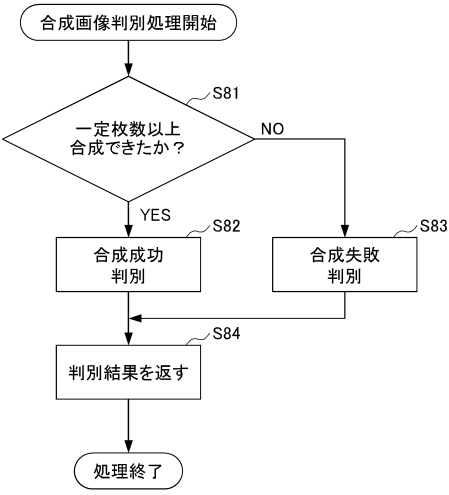 合成画像判別処理開始
S81
一定枚数以上
合成できたか？
NO
YES
S82
合成成功
判別
S83
合成失敗
判別
S84
判別結果を返す
処理終了